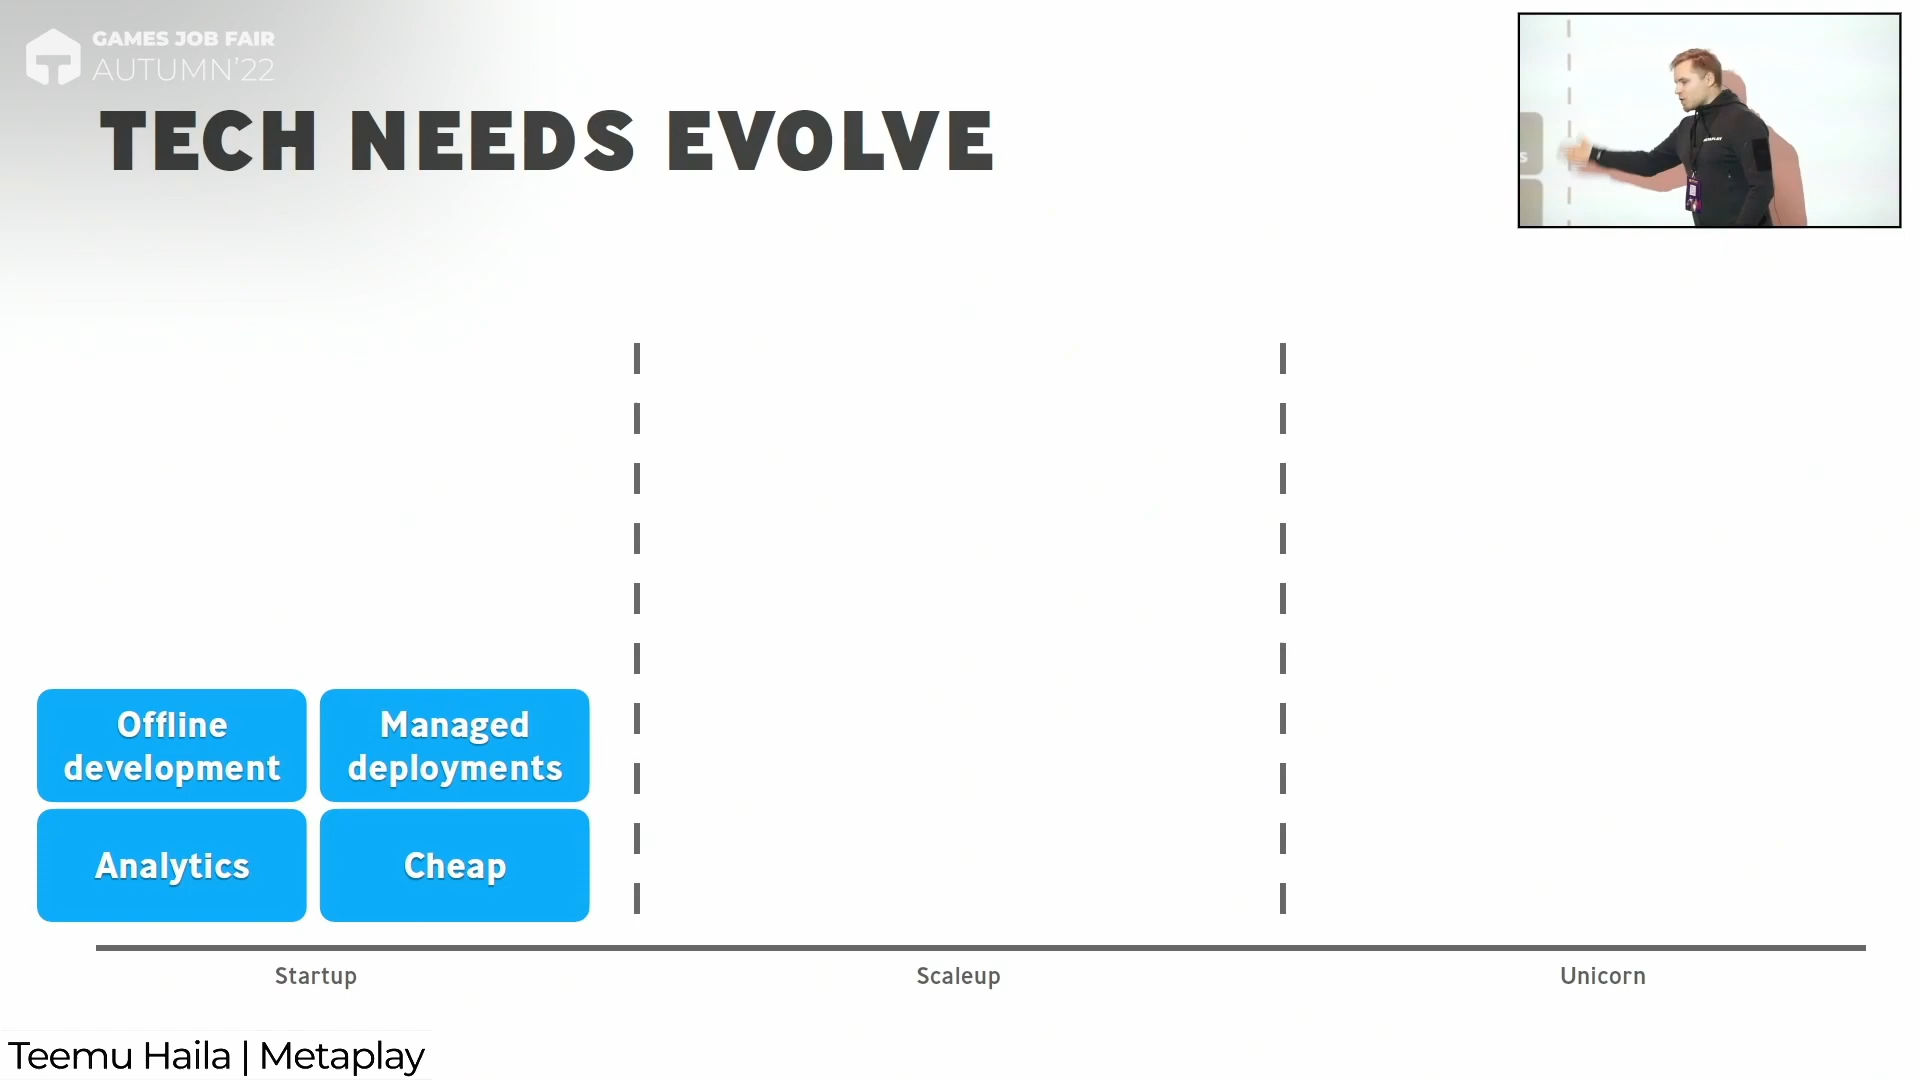 GAMES JOB FAIR
AUTUMN'22
TECH NEEDS EVOLVE
Offline
development
Managed
deployments
Analytics
Cheap
Startup
Scaleup
Unicorn
Teemu Haila | Metaplay